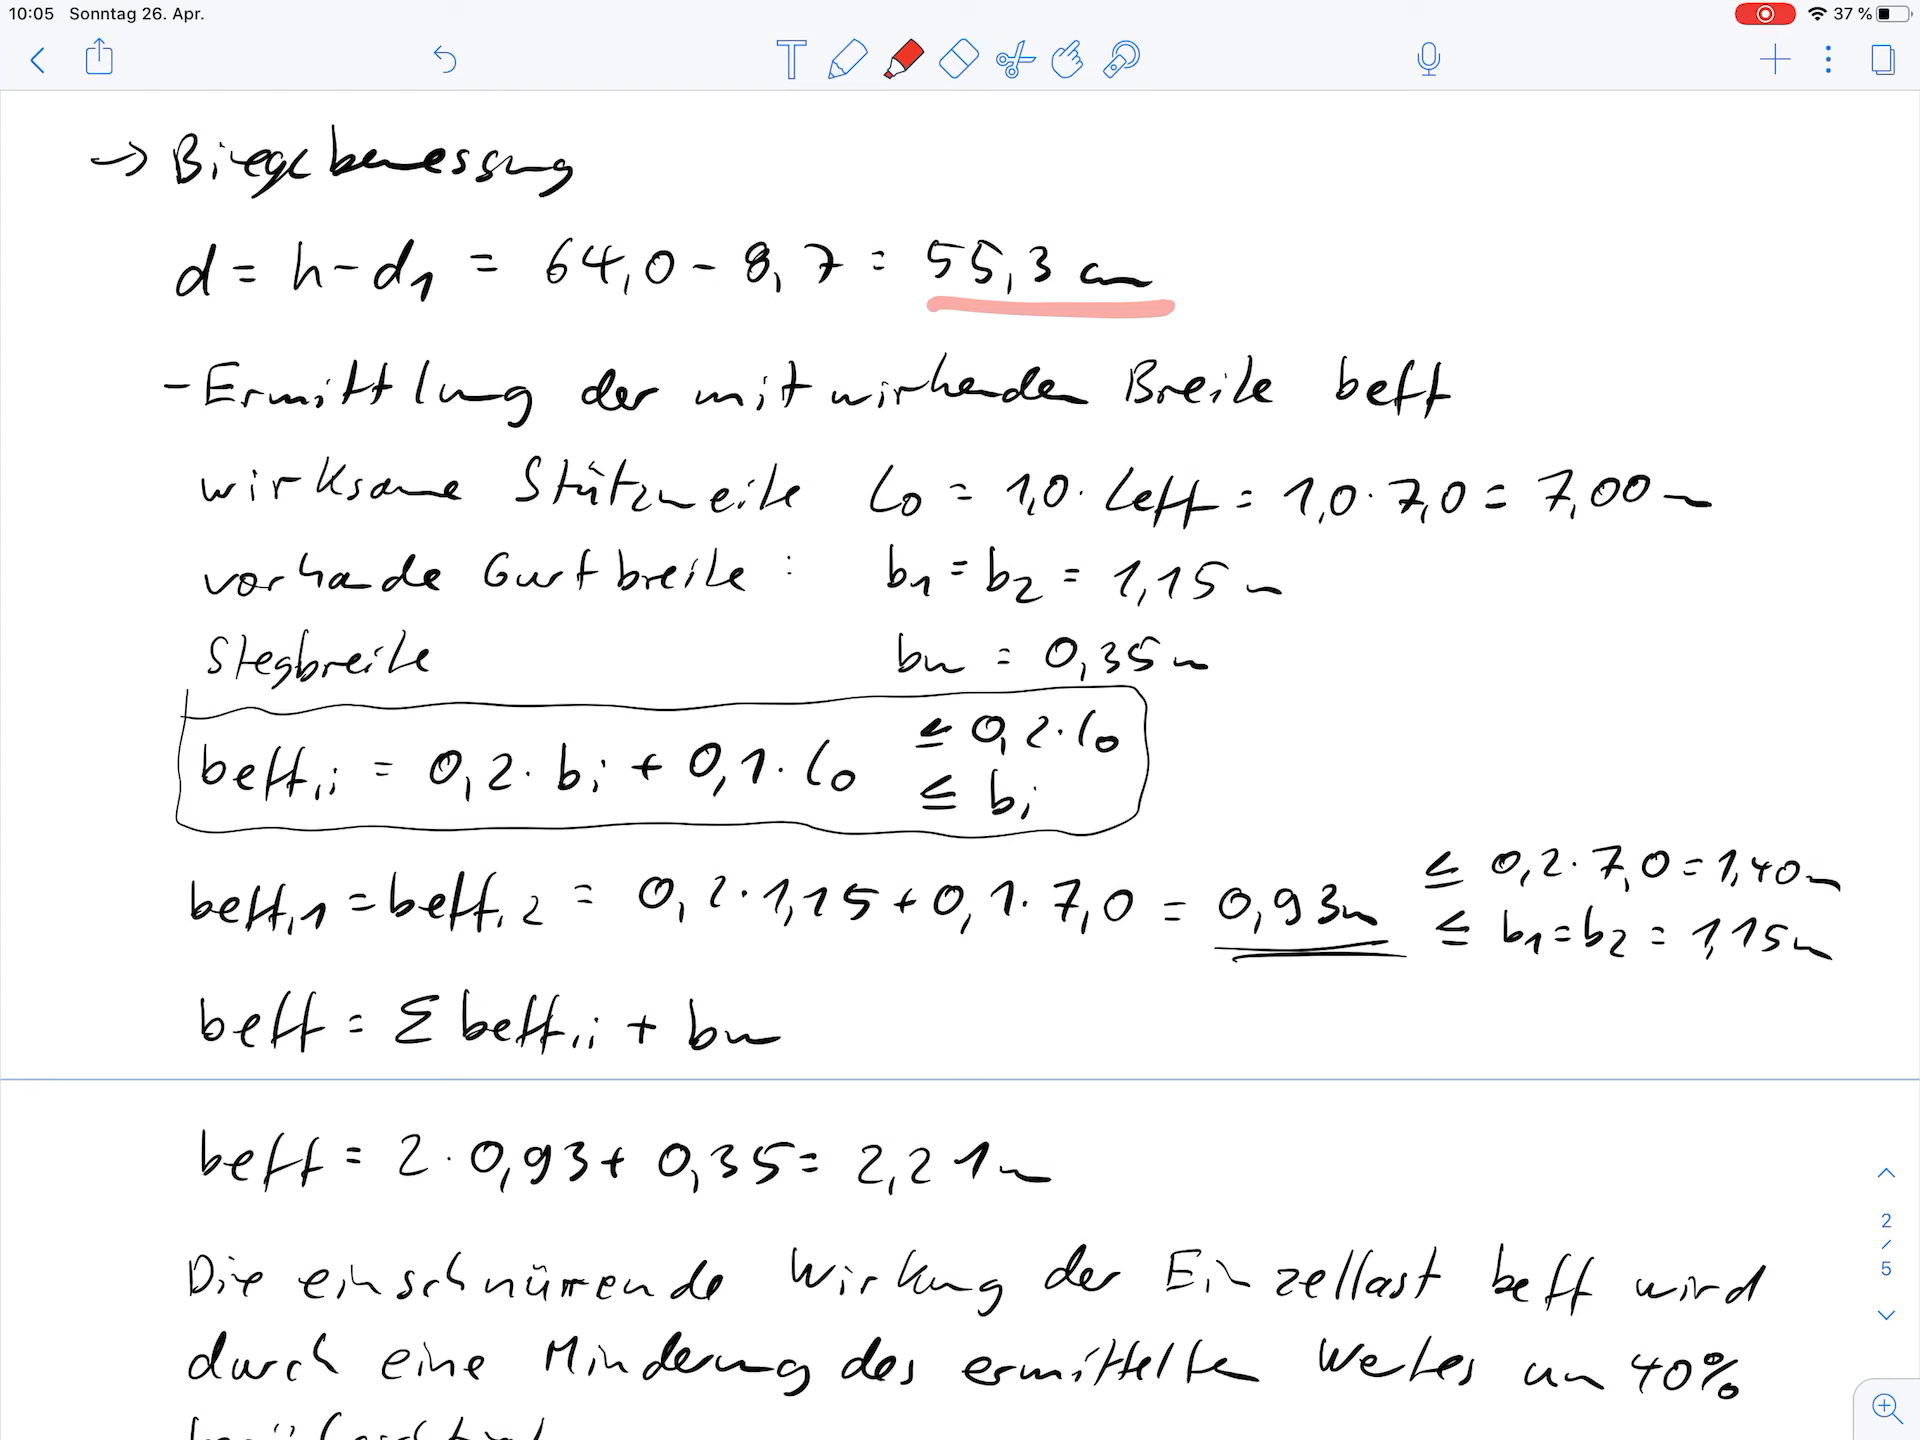 10:05 Sonntag 26. Apr.
37 %
T
→ Biegebemessung
d = h - d1 = 64,0 - 8,7 = 55,3 cm
- Ermittlung der mitwirkenden Breite beff
wirksame Stützweite l0 = 1,0 · leff = 1,0 · 7,0 = 7,00 m
vorhande Gurtbreite : b1 = b2 = 1,15 m
Stegbreite bw = 0,35 m
beff,i = 0,2 · bi + 0,1 · l0 ≤ 0,2 · l0
≤ bi
beff,1 = beff,2 = 0,2 · 1,15 + 0,1 · 7,0 = 0,93 m ≤ 0,2 · 7,0 = 1,40 m
≤ b1 = b2 = 1,15 m
beff = Σ beff,i + bw
beff = 2 · 0,93 + 0,35 = 2,21 m
Die einschnürrende Wirkung der Einzellast beff wird
durch eine Minderung des ermittelten Wertes um 40%
2
/
5